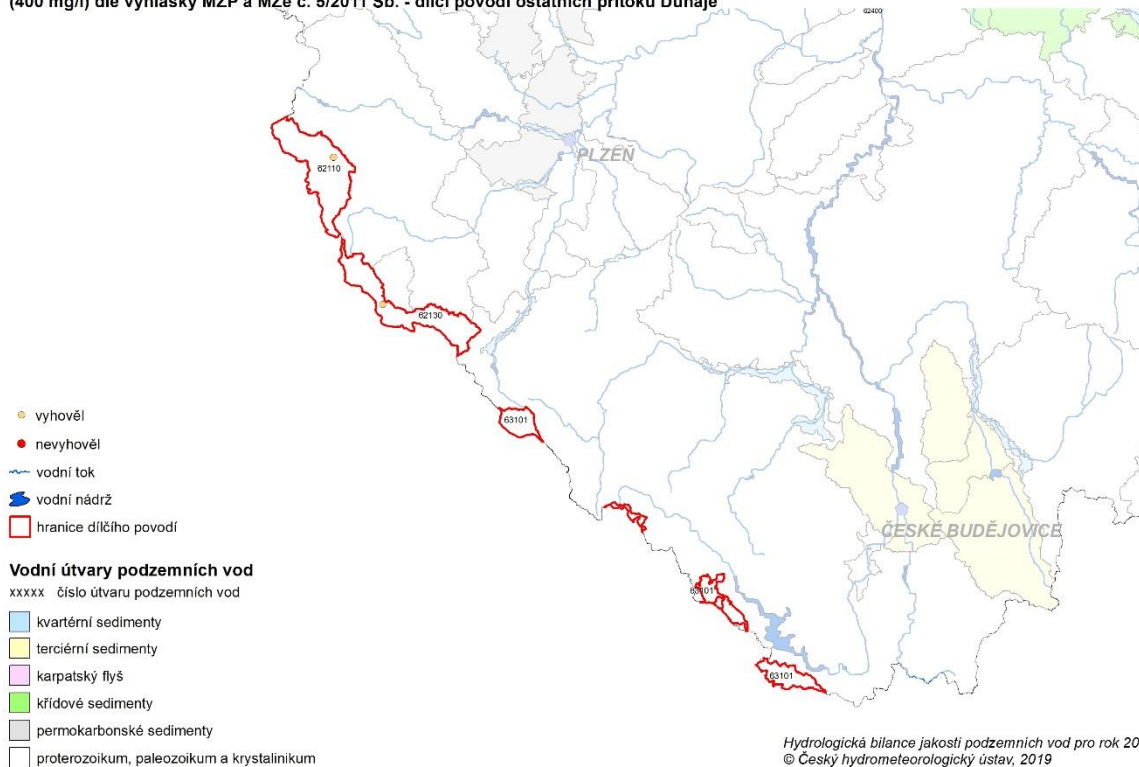 (400 mg/l) dle vyhlášky MŽP a MZe č. 5/2011 Sb. - dílčí povodí ostatních přítoků Dunaje
62400
PLZEŇ
62110
62130
63101
ČESKÉ BUDĚJOVICE
63101
63101
vyhověl
nevyhověl
vodní tok
vodní nádrž
hranice dílčího povodí
Vodní útvary podzemních vod
xxxxx číslo útvaru podzemních vod
kvartérní sedimenty
terciérní sedimenty
karpatský flyš
křídové sedimenty
permokarbonské sedimenty
proterozoikum, paleozoikum a krystalinikum
Hydrologická bilance jakosti podzemních vod pro rok 20
© Český hydrometeorologický ústav, 2019